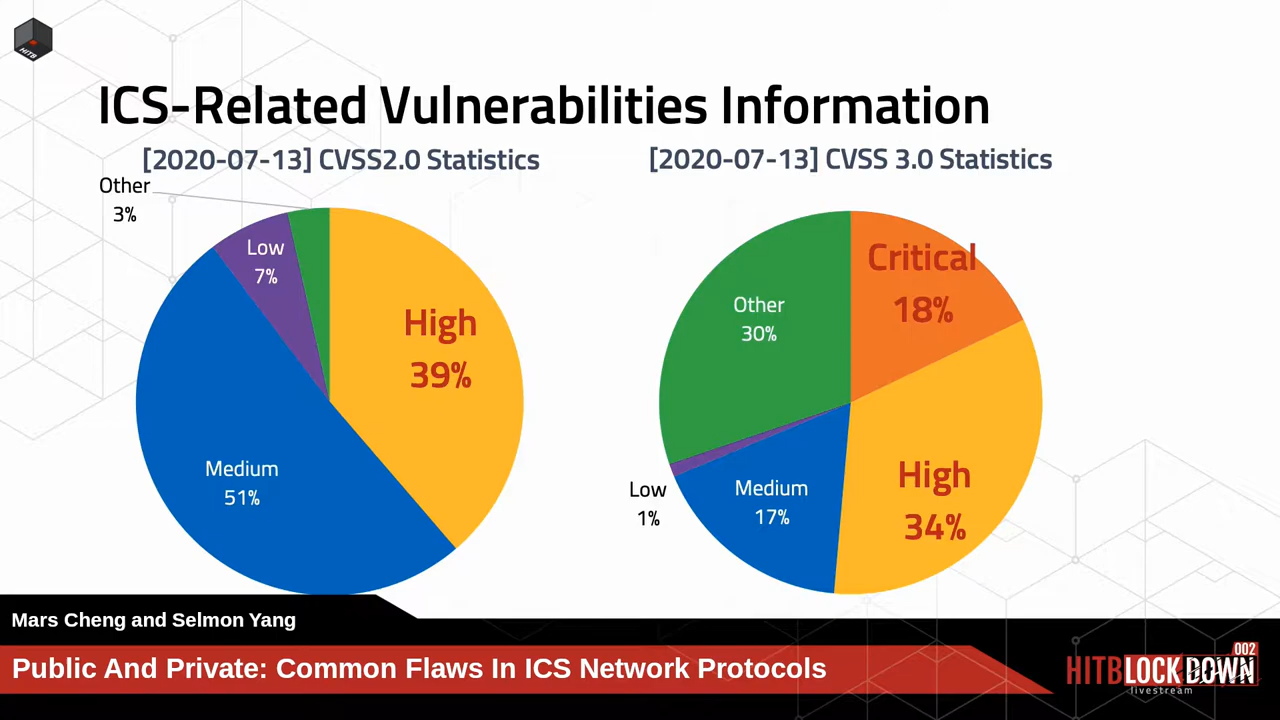 HITB
ICS-Related Vulnerabilities Information
[2020-07-13] CVSS2.0 Statistics
[2020-07-13] CVSS 3.0 Statistics
Other
3%
Low
7%
High
39%
Medium
51%
Critical
18%
Other
30%
High
34%
Medium
17%
Low
1%
Mars Cheng and Selmon Yang
Public And Private: Common Flaws In ICS Network Protocols
002
HITBLOCKDOWN
livestream